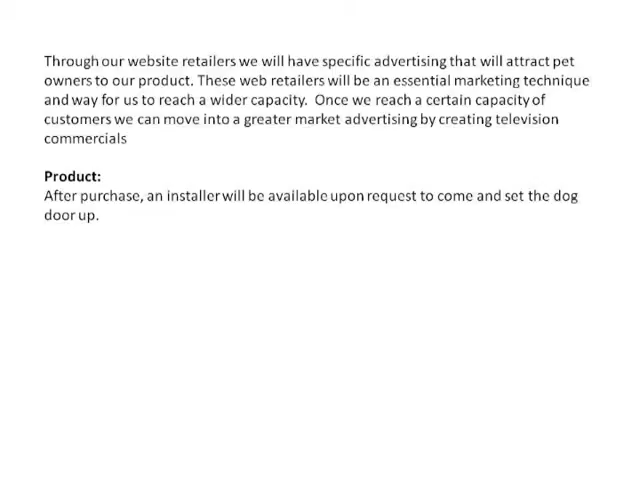 Through our website retailers we will have specific advertising that will attract pet
owners to our product. These web retailers will be an essential marketing technique
and way for us to reach a wider capacity.  Once we reach a certain capacity of
customers we can move into a greater market advertising by creating television
commercials
Product:
After purchase, an installer will be available upon request to come and set the dog
door up.